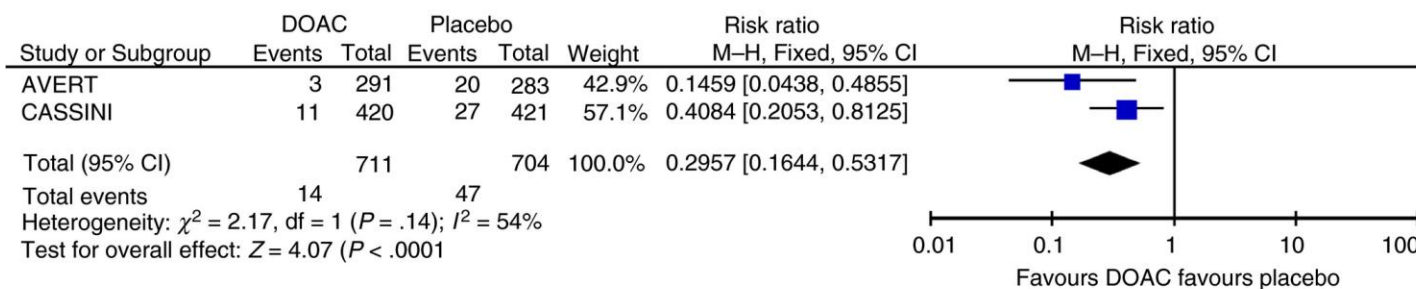 DOAC Placebo Risk ratio Risk ratio
Study or Subgroup Events Total Events Total Weight M–H, Fixed, 95% CI M–H, Fixed, 95% CI
AVERT 3 291 20 283 42.9% 0.1459 [0.0438, 0.4855]
CASSINI 11 420 27 421 57.1% 0.4084 [0.2053, 0.8125]
Total (95% CI) 711 704 100.0% 0.2957 [0.1644, 0.5317]
Total events 14 47
Heterogeneity: χ² = 2.17, df = 1 (P = .14); I² = 54%
Test for overall effect: Z = 4.07 (P < .0001
0.01 0.1 1 10 100
Favours DOAC favours placebo